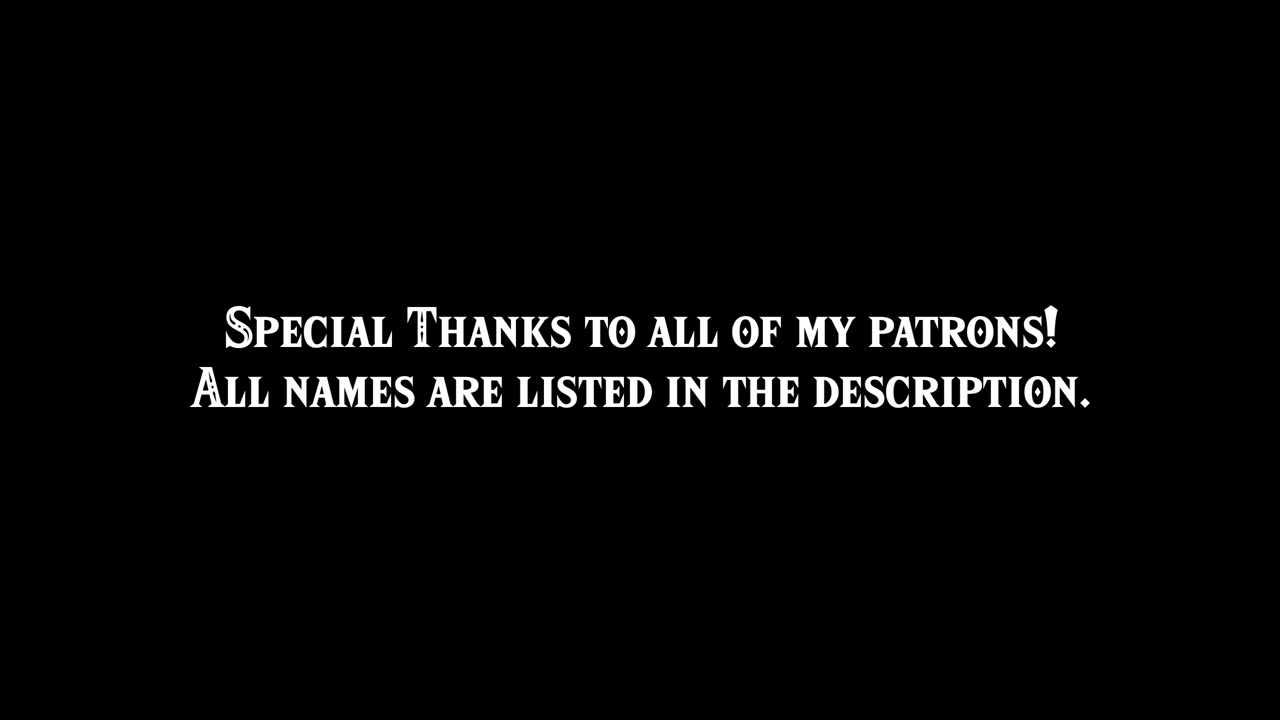 Special Thanks to all of my patrons!
All names are listed in the description.